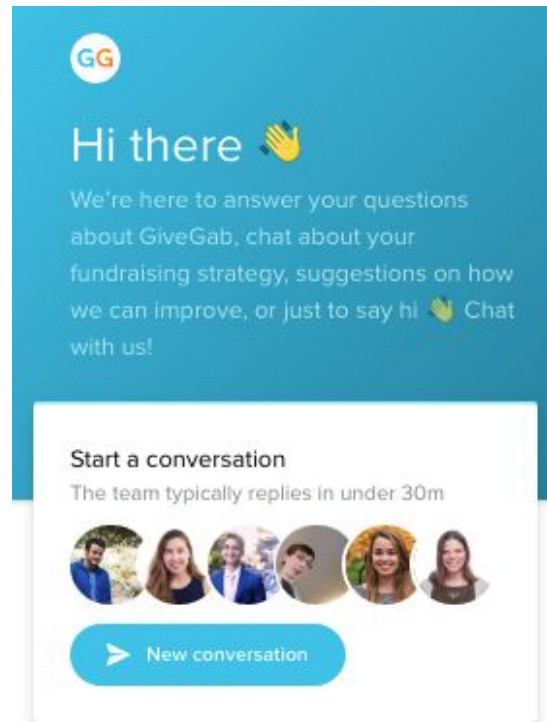 GG
Hi there 👋
We're here to answer your questions
about GiveGab, chat about your
fundraising strategy, suggestions on how
we can improve, or just to say hi 👋 Chat
with us!
Start a conversation
The team typically replies in under 30m
New conversation